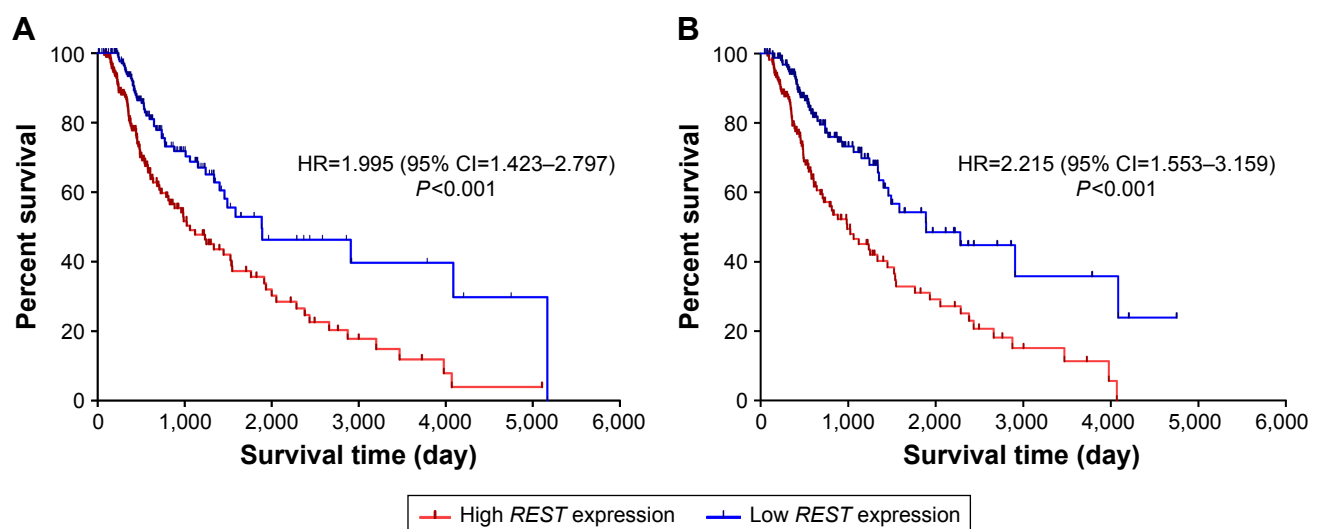 A
Percent survival
100
80
60
40
20
0
HR=1.995 (95% CI=1.423–2.797)
P<0.001
0 1,000 2,000 3,000 4,000 5,000 6,000
Survival time (day)
B
Percent survival
100
80
60
40
20
0
HR=2.215 (95% CI=1.553–3.159)
P<0.001
0 1,000 2,000 3,000 4,000 5,000 6,000
Survival time (day)
High REST expression Low REST expression